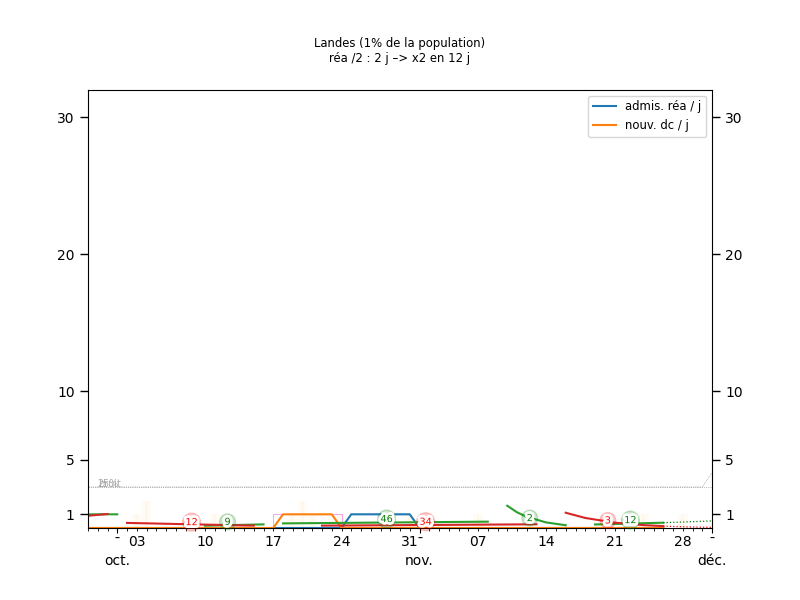 Landes (1% de la population)
réa /2 : 2 j –> x2 en 12 j
admis. réa / j
nouv. dc / j
30 30
20 20
10 10
5 5
1 1
12 9 46 34 2 3 12
- 03 10 17 24 31 - 07 14 21 28 -
oct. nov. déc.